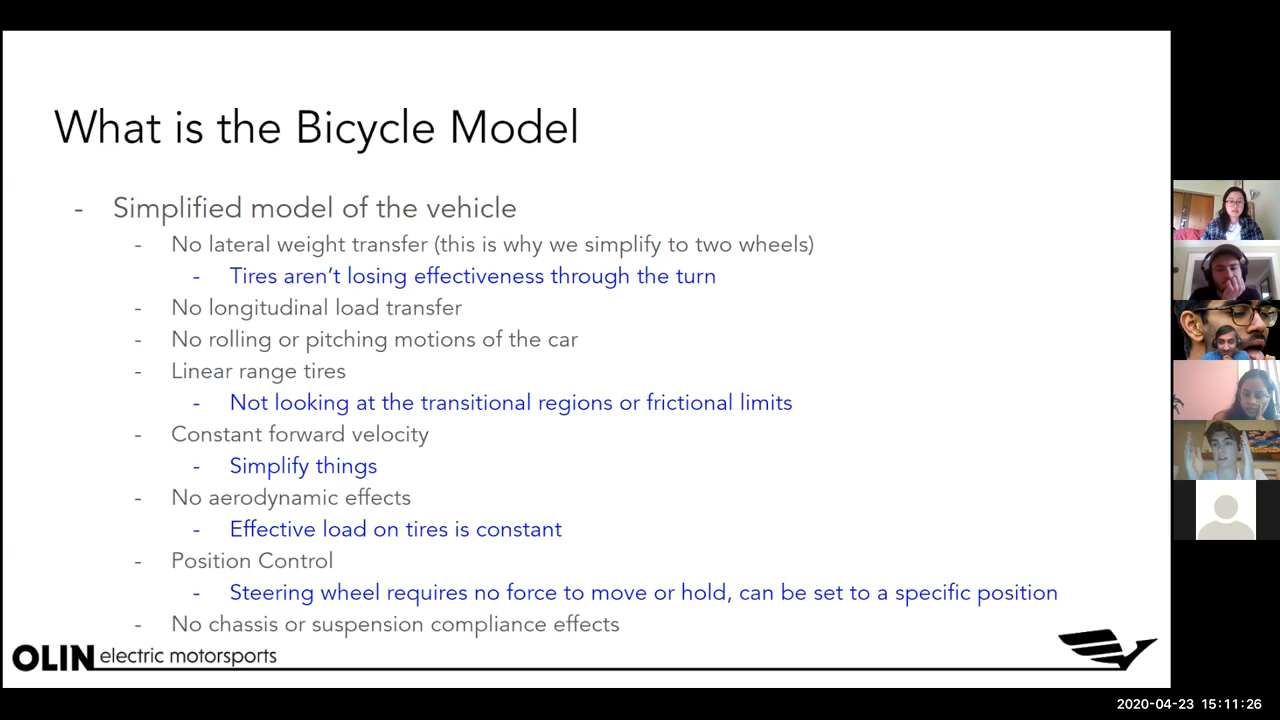 What is the Bicycle Model
- Simplified model of the vehicle
- No lateral weight transfer (this is why we simplify to two wheels)
- Tires aren't losing effectiveness through the turn
- No longitudinal load transfer
- No rolling or pitching motions of the car
- Linear range tires
- Not looking at the transitional regions or frictional limits
- Constant forward velocity
- Simplify things
- No aerodynamic effects
- Effective load on tires is constant
- Position Control
- Steering wheel requires no force to move or hold, can be set to a specific position
- No chassis or suspension compliance effects
OLIN electric motorsports
2020-04-23 15:11:26